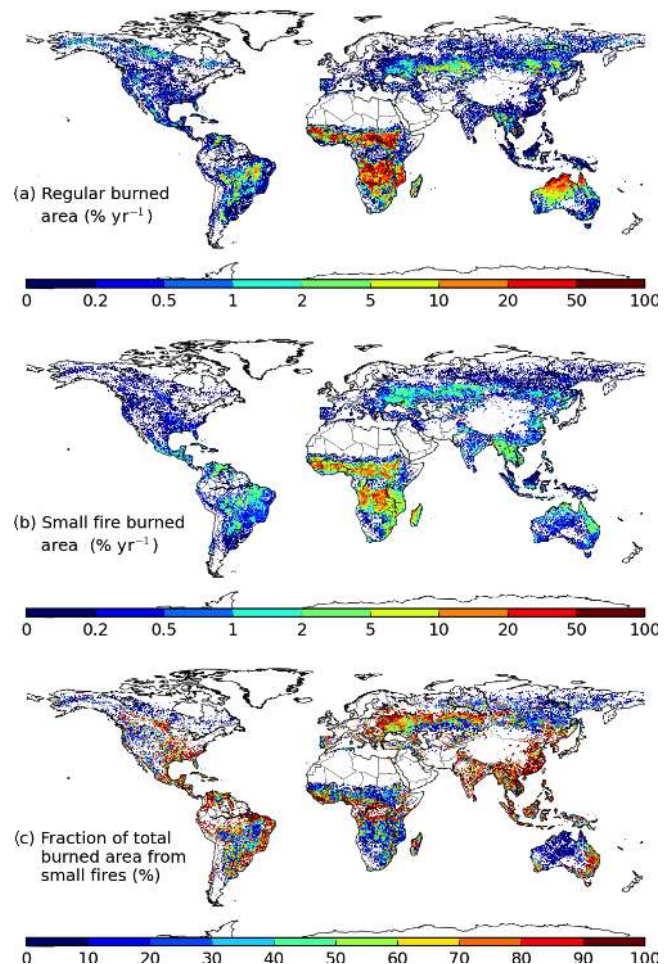 (a) Regular burned
area (% yr⁻¹)
0 0.2 0.5 1 2 5 10 20 50 100
(b) Small fire burned
area (% yr⁻¹)
0 0.2 0.5 1 2 5 10 20 50 100
(c) Fraction of total
burned area from
small fires (%)
0 10 20 30 40 50 60 70 80 90 100